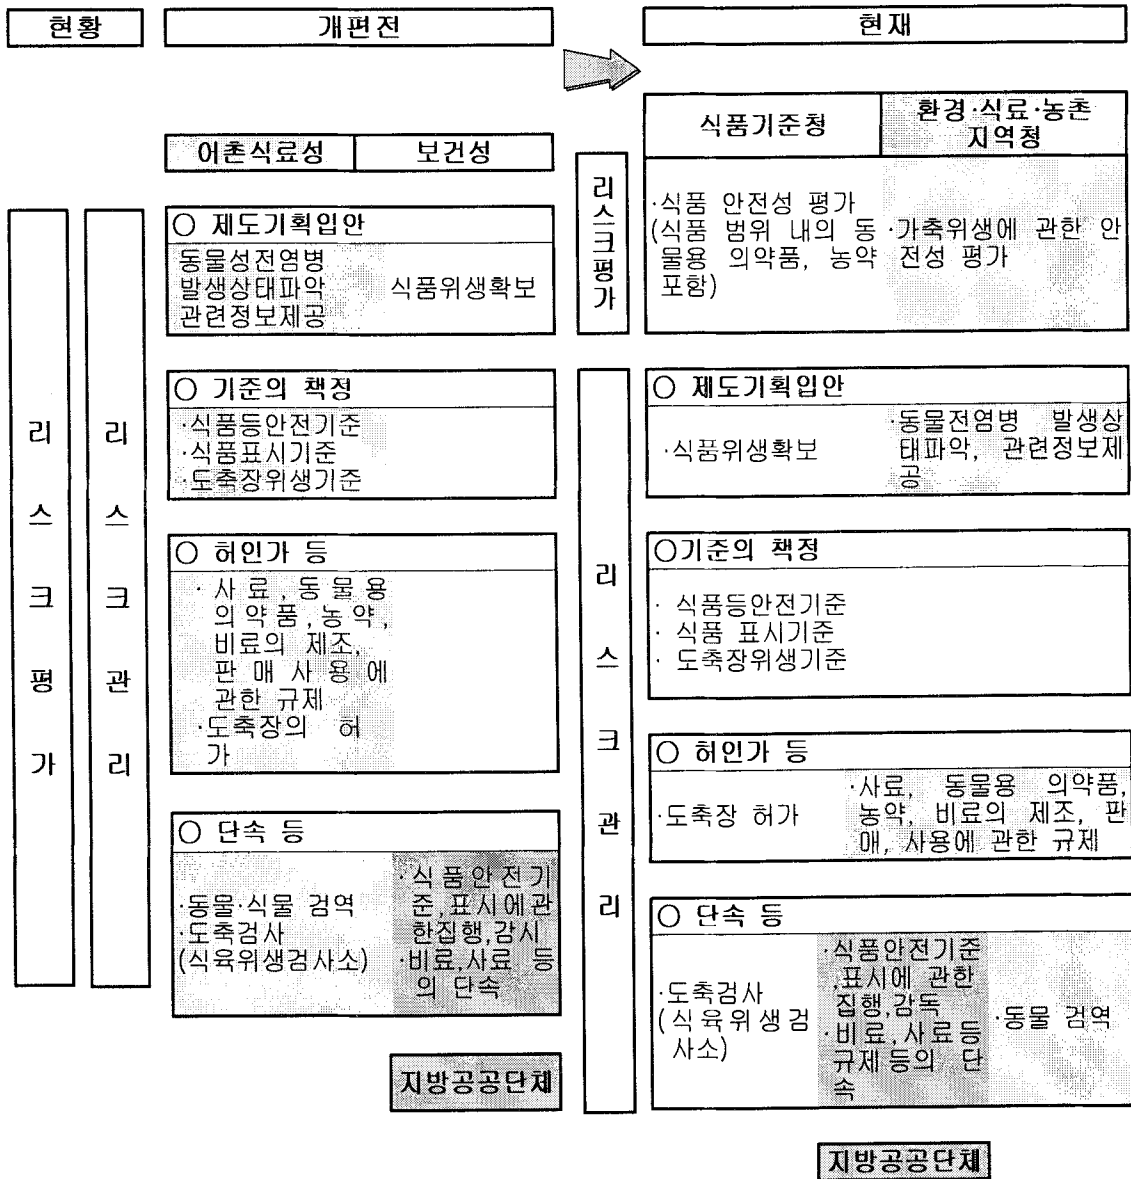 현황
개편전
현재
어촌식료성
보건성
리스크평가
리스크관리
○ 제도기획입안
동물성전염병
발생상태파악
관련정보제공
식품위생확보
○ 기준의 책정
·식품등안전기준
·식품표시기준
·도축장위생기준
○ 허인가 등
·사료,동물용
의약품,농약,
비료의 제조,
판매사용에
관한 규제
·도축장의 허
가
○ 단속 등
·동물·식물 검역
·도축검사
(식육위생검사소)
·식품안전기
준,표시에관
한집행,감시
·비료,사료 등
의 단속
지방공공단체
식품기준청
환경·식료·농촌
지역청
리스크평가
·식품 안전성 평가
(식품 범위 내의 동
물용 의약품, 농약
포함)
·가축위생에 관한 안
전성 평가
리스크관리
○ 제도기획입안
·식품위생확보
·동물전염병 발생상
태파악, 관련정보제
공
○기준의 책정
· 식품등안전기준
· 식품 표시기준
· 도축장위생기준
○ 허인가 등
·도축장 허가
·사료, 동물용 의약품,
농약, 비료의 제조, 판
매, 사용에 관한 규제
○ 단속 등
·도축검사
(식육위생검
사소)
·식품안전기준
,표시에 관한
집행,감독
·비료,사료등
규제등의 단
속
·동물 검역
지방공공단체